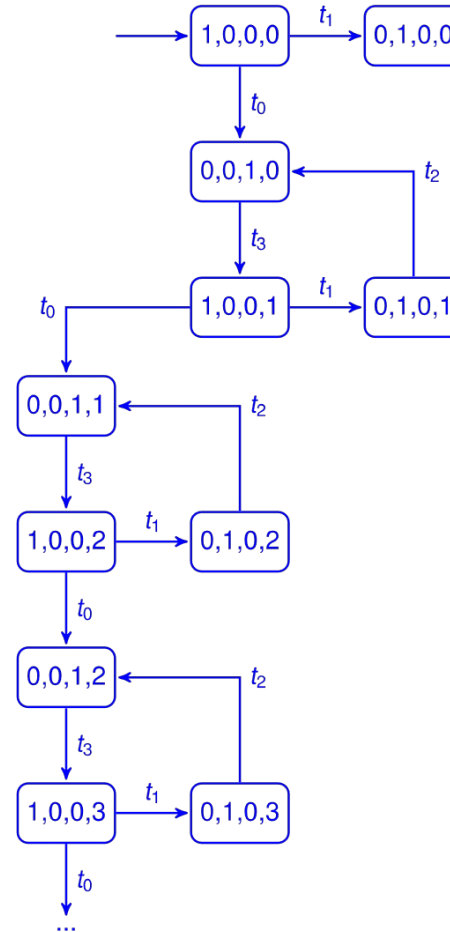 1,0,0,0 t₁ 0,1,0,0
t₀
0,0,1,0 t₂
t₃
1,0,0,1 t₁ 0,1,0,1
t₀
0,0,1,1 t₂
t₃
1,0,0,2 t₁ 0,1,0,2
t₀
0,0,1,2 t₂
t₃
1,0,0,3 t₁ 0,1,0,3
t₀
...